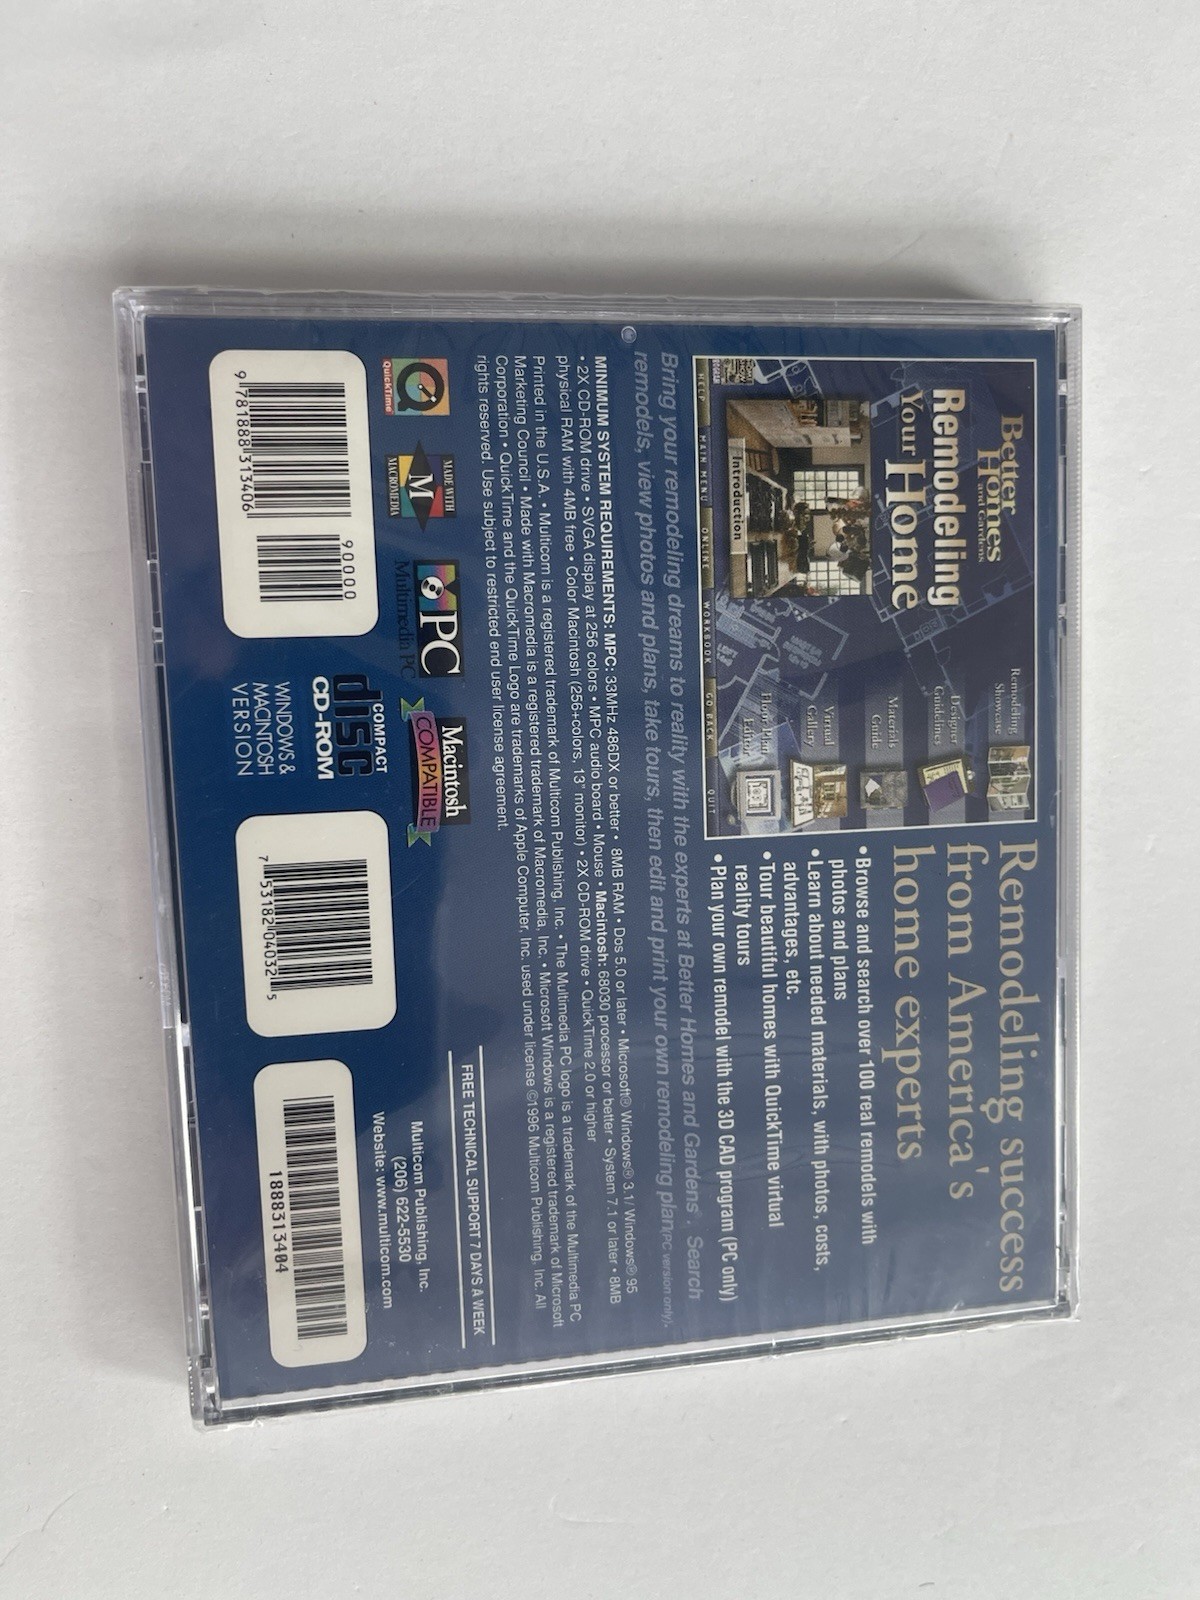 Better
Homes
and Gardens
Remodeling
Your Home
Introduction
Remodeling
Showcase
Designer
Guidelines
Materials
Guide
Virtual
Gallery
Floor Plan
Editor
HELP
MAIN MENU
ONLINE
WORKBOOK
GO BACK
QUIT
Remodeling success
from America's
home experts
• Browse and search over 100 real remodels with
photos and plans
• Learn about needed materials, with photos, costs,
advantages, etc.
• Tour beautiful homes with QuickTime virtual
reality tours
• Plan your own remodel with the 3D CAD program (PC only)
Bring your remodeling dreams to reality with the experts at Better Homes and Gardens. Search
remodels, view photos and plans, take tours, then edit and print your own remodeling plan(PC version only).
MINIMUM SYSTEM REQUIREMENTS: MPC: 33MHz 486DX or better • 8MB RAM • Dos 5.0 or later • Microsoft® Windows® 3.1/ Windows® 95
• 2X CD-ROM drive • SVGA display at 256 colors • MPC audio board • Mouse • Macintosh: 68030 processor or better • System 7.1 or later • 8MB
physical RAM with 4MB free • Color Macintosh (256+colors, 13" monitor) • 2X CD-ROM drive • QuickTime 2.0 or higher
Printed in the U.S.A. • Multicom is a registered trademark of Multicom Publishing, Inc. • The Multimedia PC logo is a trademark of the Multimedia PC
Marketing Council • Made with Macromedia is a registered trademark of Macromedia, Inc. • Microsoft Windows is a registered trademark of Microsoft
Corporation • QuickTime and the QuickTime Logo are trademarks of Apple Computer, Inc. used under license ©1996 Multicom Publishing, Inc. All
rights reserved. Use subject to restricted end user license agreement.
QuickTime
MADE WITH
M
MACROMEDIA
MPC
Multimedia PC
Macintosh
COMPATIBLE
FREE TECHNICAL SUPPORT 7 DAYS A WEEK
Multicom Publishing, Inc.
(206) 622-5530
Website: www.multicom.com
90000
9 781888 313406
COMPACT
disc
CD-ROM
WINDOWS &
MACINTOSH
VERSION
7 53182 04032 5
1888313404